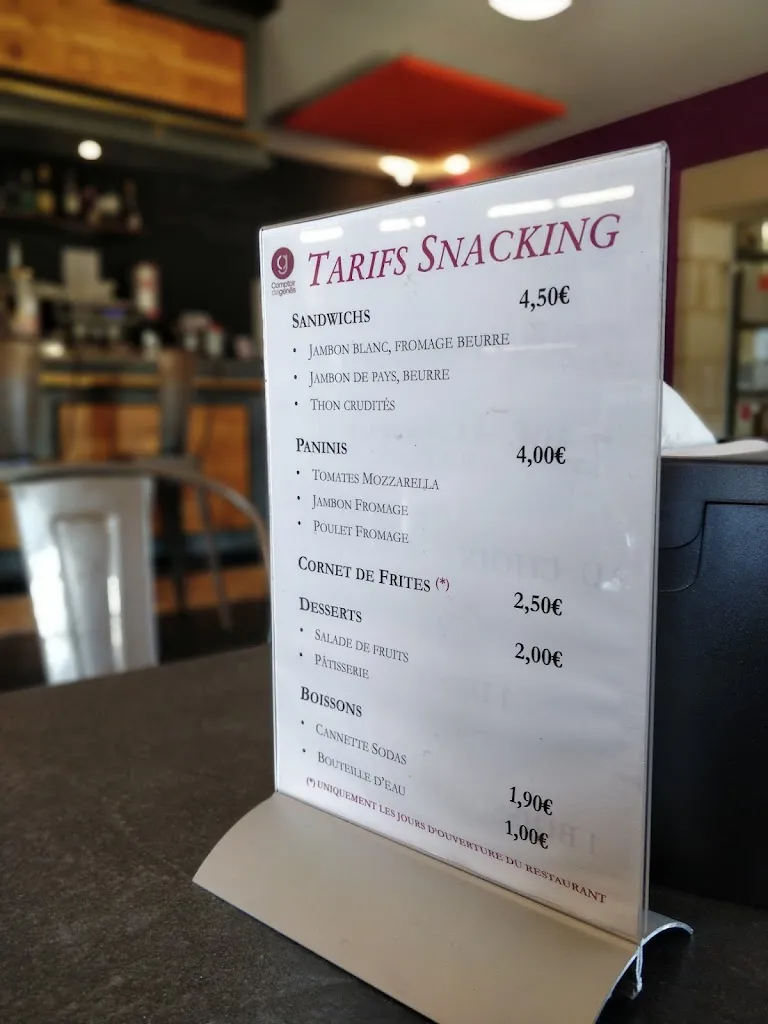 g
Comptoir
des génés
TARIFS SNACKING
SANDWICHS 4,50€
• JAMBON BLANC, FROMAGE BEURRE
• JAMBON DE PAYS, BEURRE
• THON CRUDITÉS
PANINIS 4,00€
• TOMATES MOZZARELLA
• JAMBON FROMAGE
• POULET FROMAGE
CORNET DE FRITES (*) 2,50€
DESSERTS 2,00€
• SALADE DE FRUITS
• PÂTISSERIE
BOISSONS
• CANNETTE SODAS 1,90€
• BOUTEILLE D'EAU 1,00€
(*) UNIQUEMENT LES JOURS D'OUVERTURE DU RESTAURANT